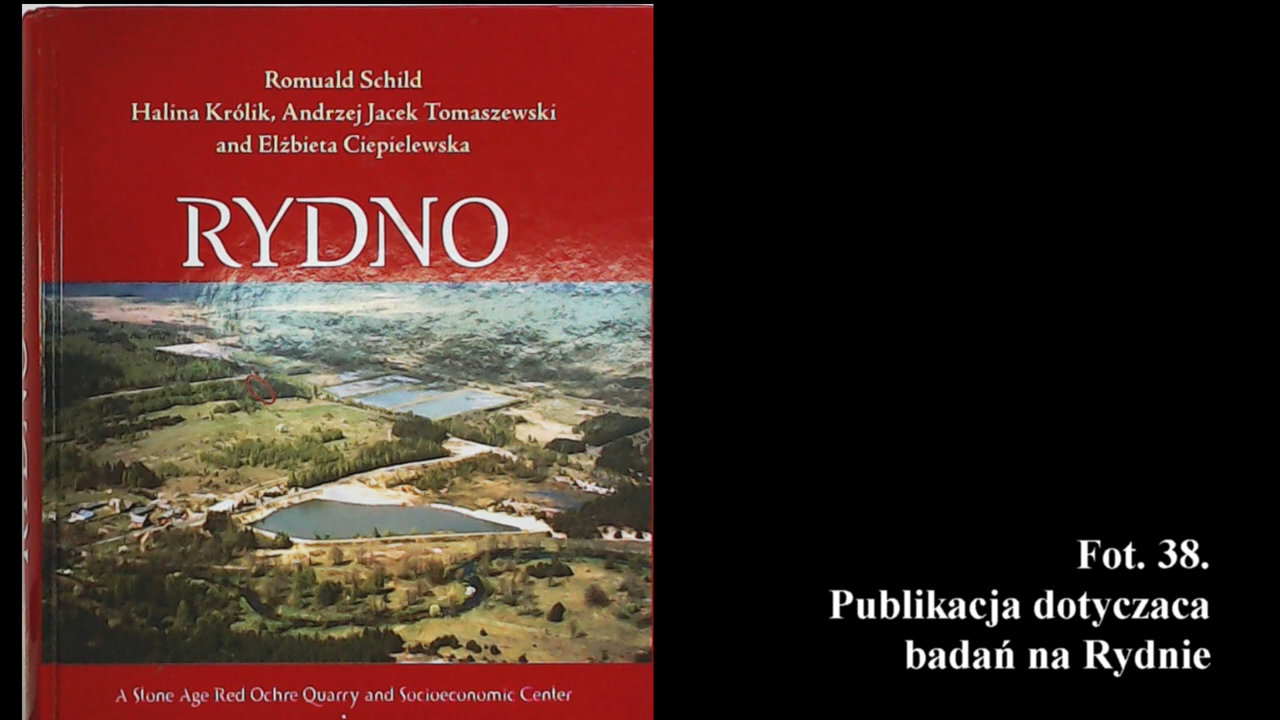 Romuald Schild
Halina Królik, Andrzej Jacek Tomaszewski
and Elżbieta Ciepielewska
RYDNO
A Stone Age Red Ochre Quarry and Socioeconomic Center
Fot. 38.
Publikacja dotyczaca
badań na Rydnie